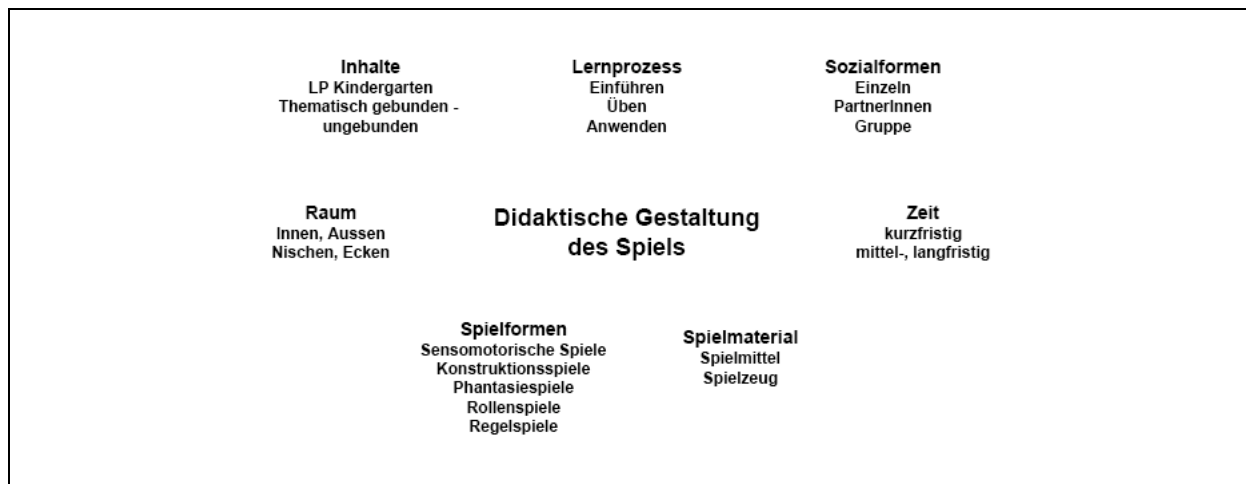 Inhalte
LP Kindergarten
Thematisch gebunden -
ungebunden
Lernprozess
Einführen
Üben
Anwenden
Sozialformen
Einzeln
PartnerInnen
Gruppe
Raum
Innen, Aussen
Nischen, Ecken
Didaktische Gestaltung
des Spiels
Zeit
kurzfristig
mittel-, langfristig
Spielformen
Sensomotorische Spiele
Konstruktionsspiele
Phantasiespiele
Rollenspiele
Regelspiele
Spielmaterial
Spielmittel
Spielzeug